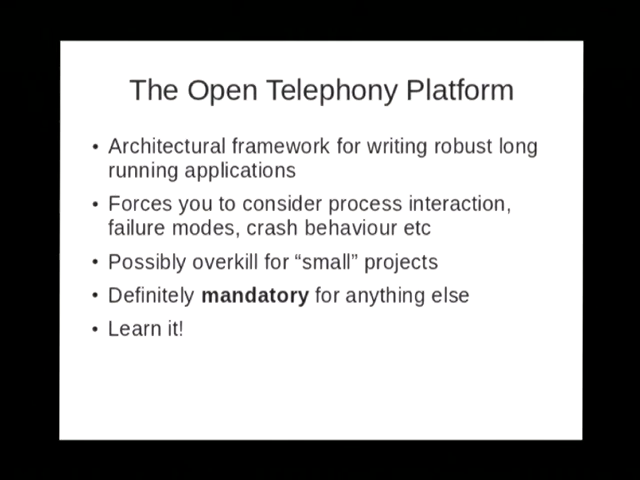 The Open Telephony Platform
• Architectural framework for writing robust long
running applications
• Forces you to consider process interaction,
failure modes, crash behaviour etc
• Possibly overkill for “small” projects
• Definitely mandatory for anything else
• Learn it!